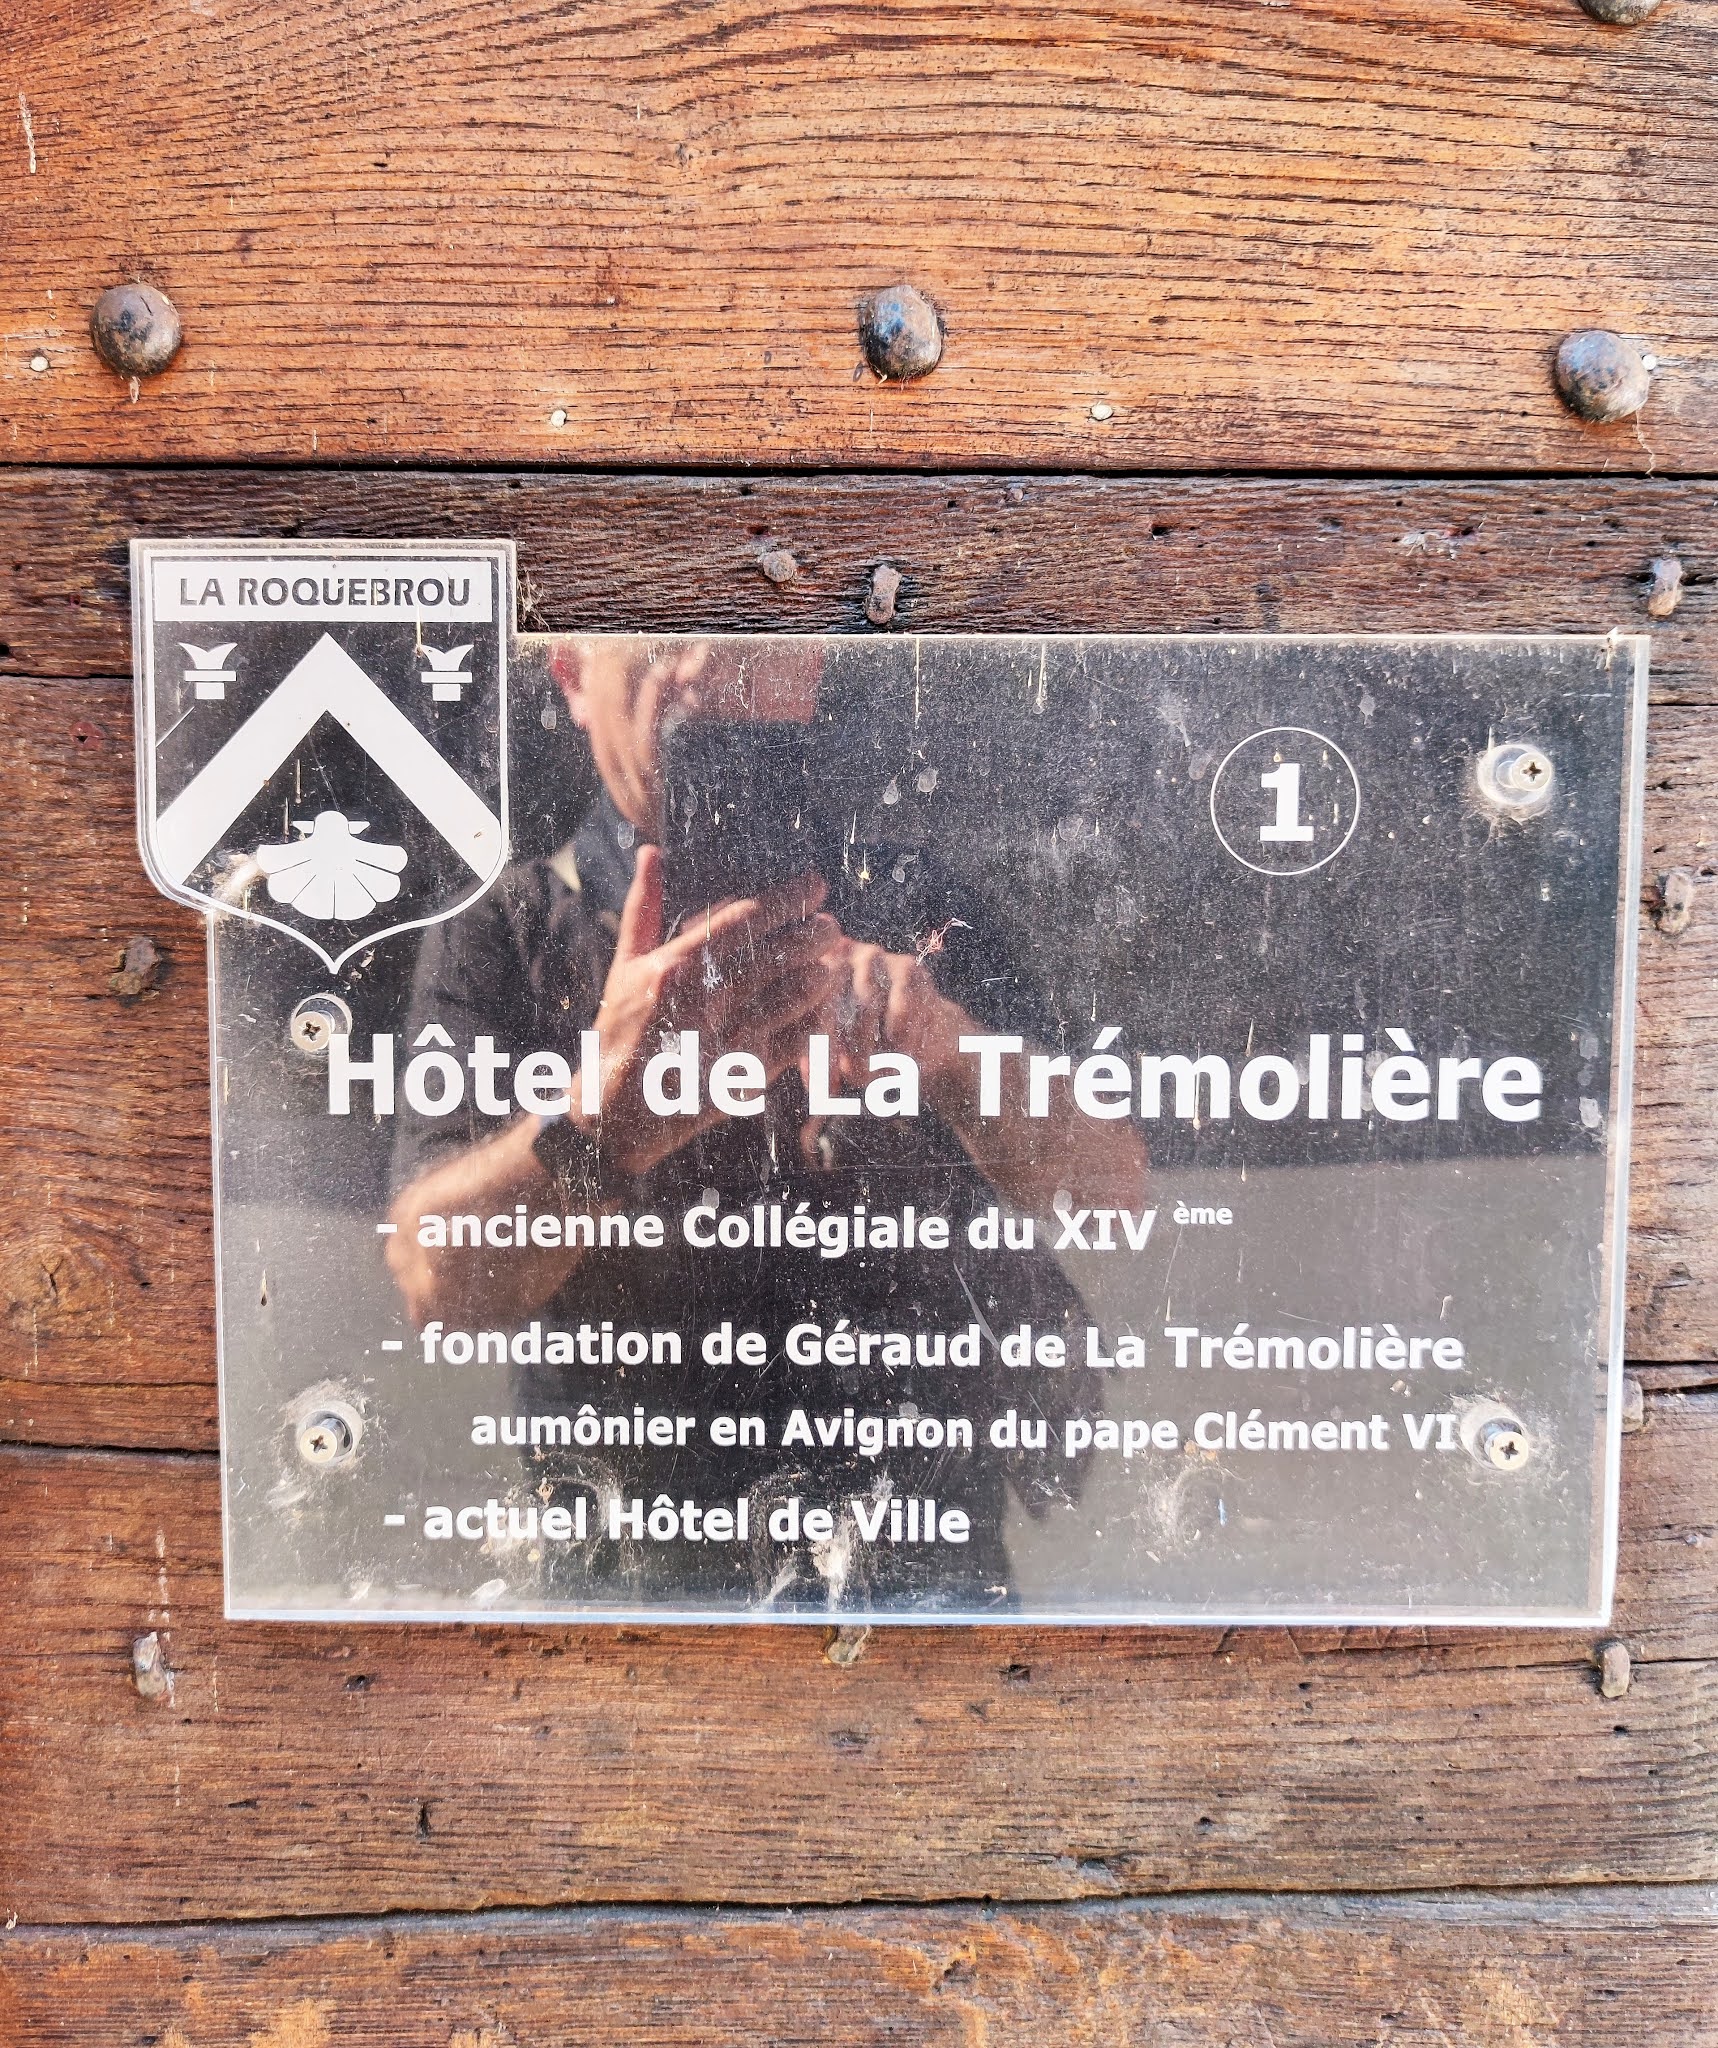 LA ROQUEBROU
1
Hôtel de La Trémolière
- ancienne Collégiale du XIV ème
- fondation de Géraud de La Trémolière
aumônier en Avignon du pape Clément VI
- actuel Hôtel de Ville